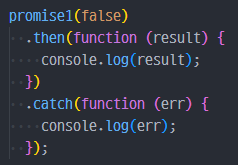 promise1(false)
  .then(function (result) {
    console.log(result);
  })
  .catch(function (err) {
    console.log(err);
  });